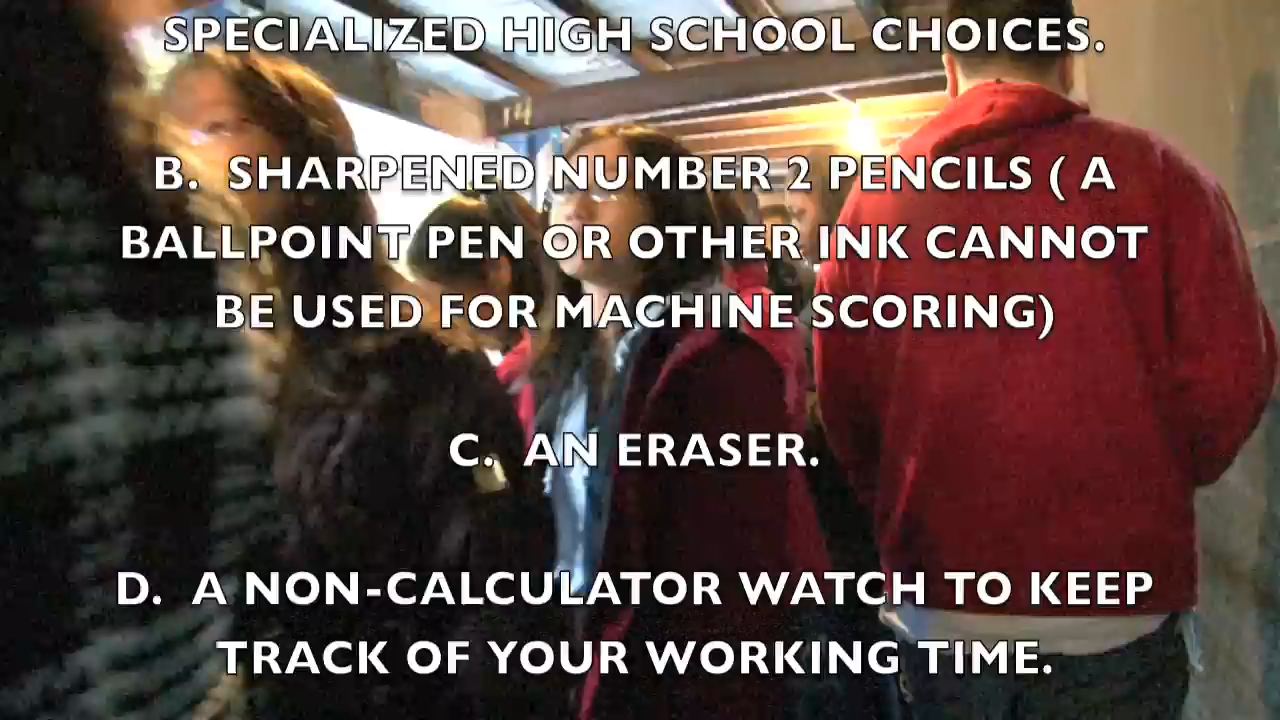 SPECIALIZED HIGH SCHOOL CHOICES.
B. SHARPENED NUMBER 2 PENCILS ( A
BALLPOINT PEN OR OTHER INK CANNOT
BE USED FOR MACHINE SCORING)
C. AN ERASER.
D. A NON-CALCULATOR WATCH TO KEEP
TRACK OF YOUR WORKING TIME.
14